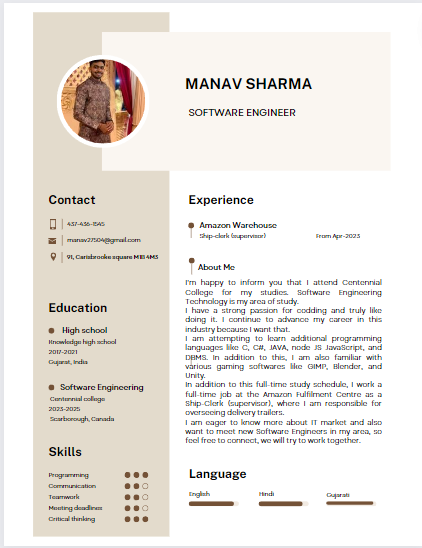 MANAV SHARMA
SOFTWARE ENGINEER
Contact
437-436-1545
manav27504@gmail.com
91, Carisbrooke square M1B 4M3
Education
High school
Knowledge high school
2017-2021
Gujarat, India
Software Engineering
Centennial college
2023-2025
Scarborough, Canada
Skills
Programming
Communication
Teamwork
Meeting deadlines
Critical thinking
Experience
Amazon Warehouse
Ship-clerk (supervisor) From Apr-2023
About Me
I'm happy to inform you that I attend Centennial
College for my studies. Software Engineering
Technology is my area of study.
I have a strong passion for codding and truly like
doing it. I continue to advance my career in this
industry because I want that.
I am attempting to learn additional programming
languages like C, C#, JAVA, node JS JavaScript, and
DBMS. In addition to this, I am also familiar with
various gaming softwares like GIMP, Blender, and
Unity.
In addition to this full-time study schedule, I work a
full-time job at the Amazon Fulfilment Centre as a
Ship-Clerk (supervisor), where I am responsible for
overseeing delivery trailers.
I am eager to know more about IT market and also
want to meet new Software Engineers in my area, so
feel free to connect, we will try to work together.
Language
English Hindi Gujarati